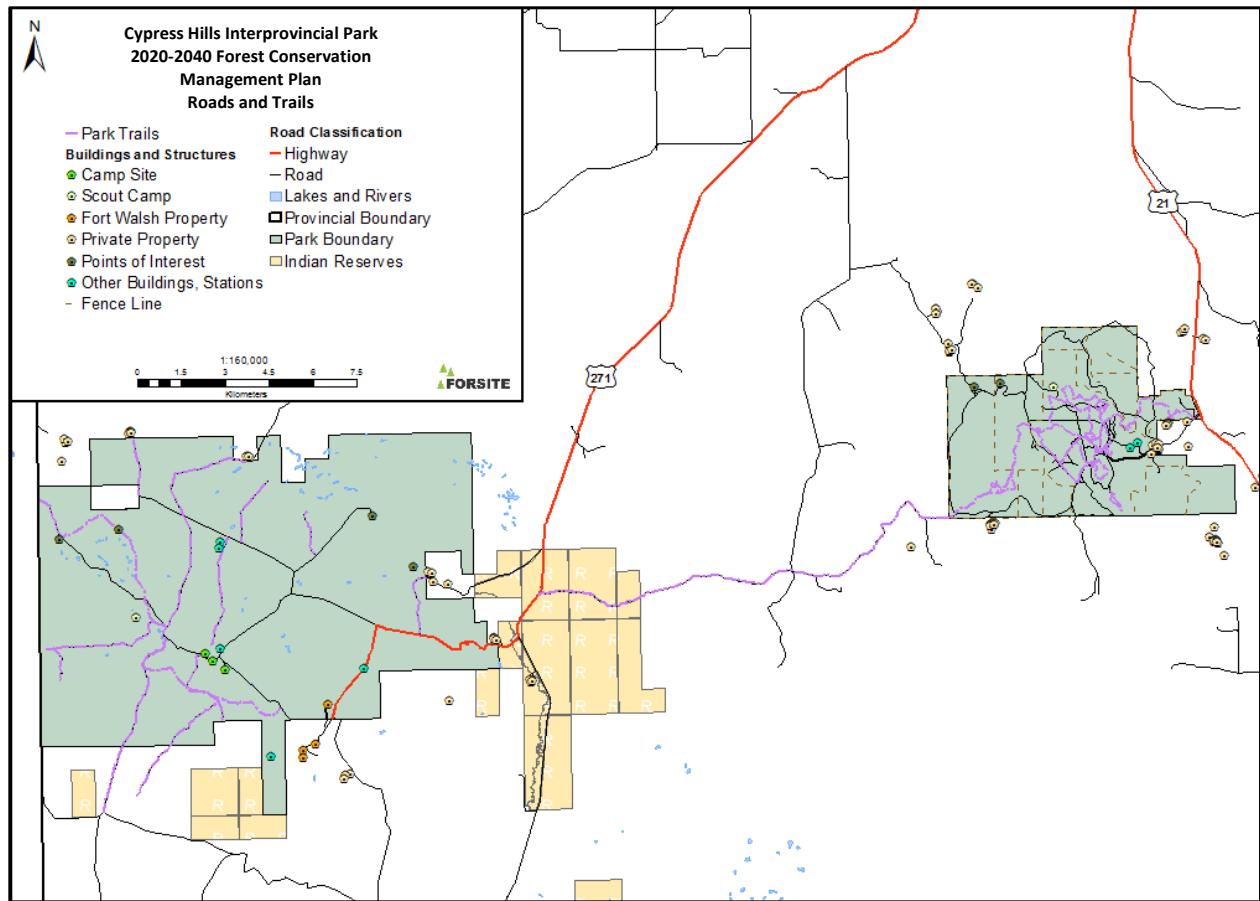 N
Cypress Hills Interprovincial Park
2020-2040 Forest Conservation
Management Plan
Roads and Trails
Park Trails
Buildings and Structures
Camp Site
Scout Camp
Fort Walsh Property
Private Property
Points of Interest
Other Buildings, Stations
Fence Line
Road Classification
Highway
Road
Lakes and Rivers
Provincial Boundary
Park Boundary
Indian Reserves
1:160,000
0 1.5 3 4.5 6 7.5
Kilometers
FORSITE
21
271
R R R
R R R
R R R R
R R R R
R
R
R R
R R
R